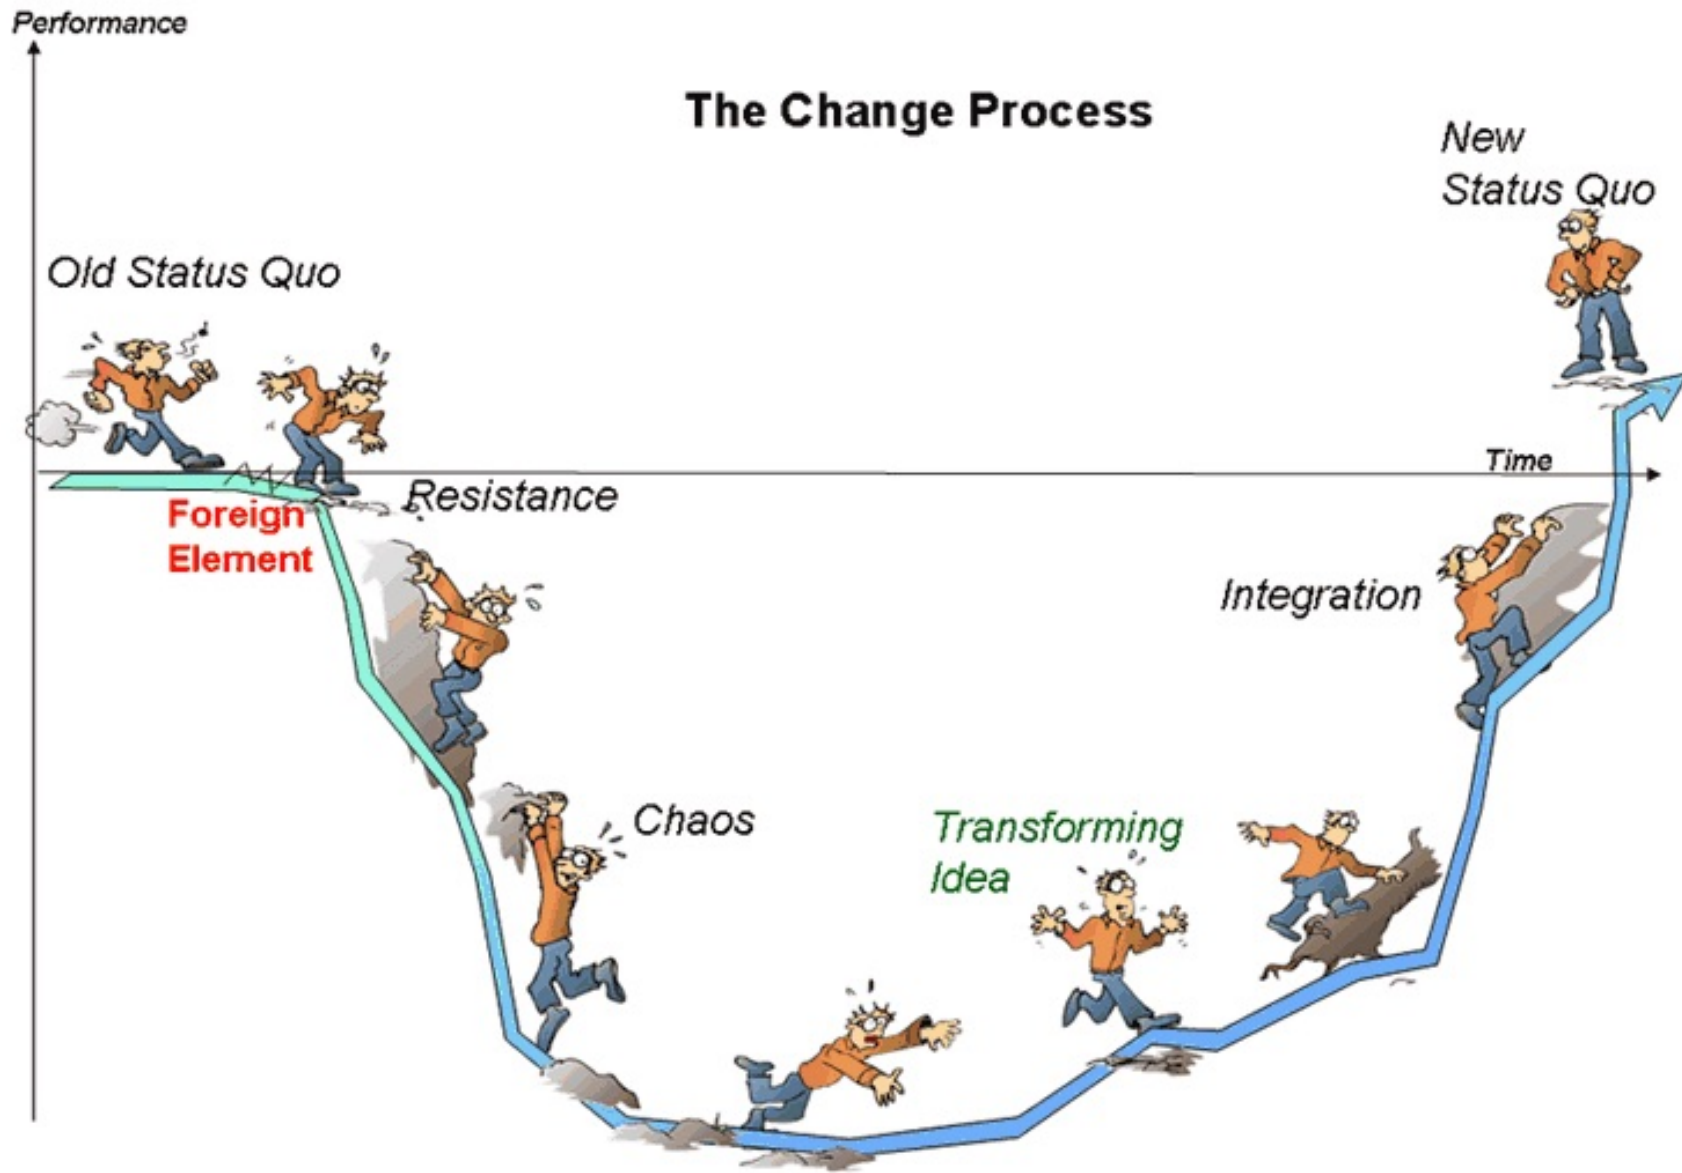 Performance
The Change Process
New
Status Quo
Old Status Quo
Time
Resistance
Foreign
Element
Integration
Chaos
Transforming
Idea